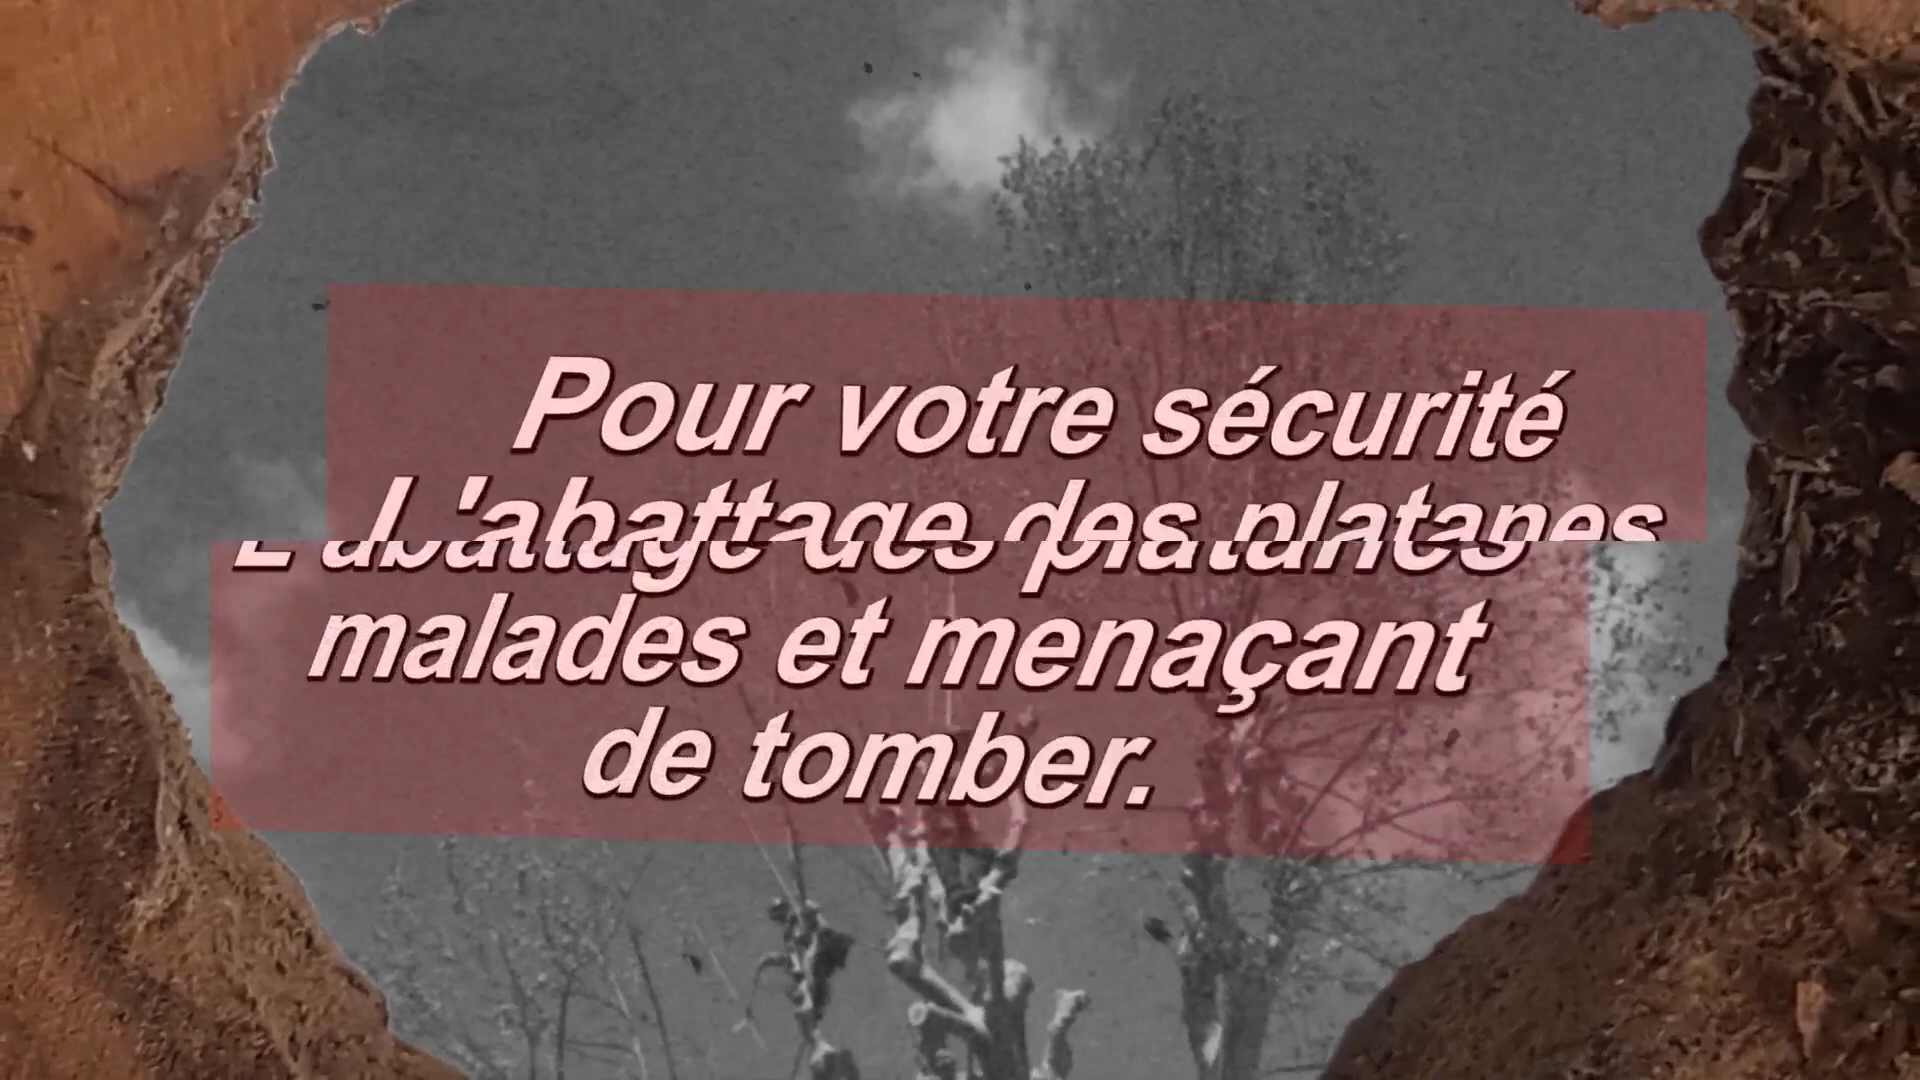 Pour votre sécurité
L'abattage des platanes
malades et menaçant
de tomber.